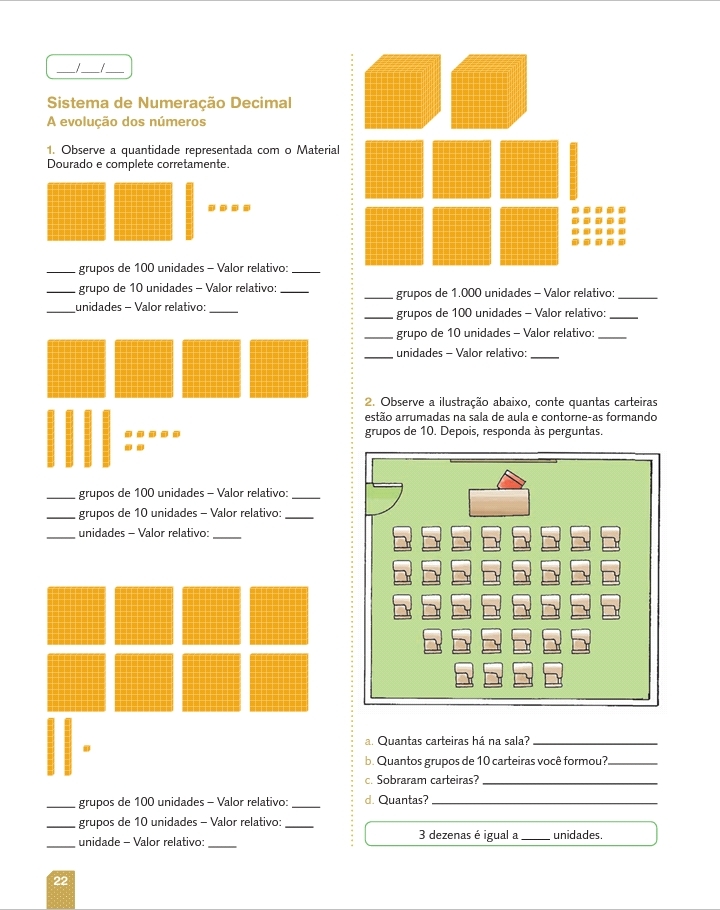 ___/___/___
Sistema de Numeração Decimal
A evolução dos números
1. Observe a quantidade representada com o Material
Dourado e complete corretamente.
_____ grupos de 100 unidades – Valor relativo: _____
_____ grupo de 10 unidades – Valor relativo: _____
_____unidades – Valor relativo: _____
_____ grupos de 100 unidades – Valor relativo: _____
_____ grupos de 10 unidades – Valor relativo: _____
_____ unidades – Valor relativo: _____
_____ grupos de 100 unidades – Valor relativo: _____
_____ grupos de 10 unidades – Valor relativo: _____
_____ unidade – Valor relativo: _____
_____ grupos de 1.000 unidades – Valor relativo: _______
_____ grupos de 100 unidades – Valor relativo: _____
_____ grupo de 10 unidades – Valor relativo: _____
_____ unidades – Valor relativo: _____
2. Observe a ilustração abaixo, conte quantas carteiras
estão arrumadas na sala de aula e contorne-as formando
grupos de 10. Depois, responda às perguntas.
a. Quantas carteiras há na sala? _____________________
b. Quantos grupos de 10 carteiras você formou?_________
c. Sobraram carteiras? ______________________________
d. Quantas? _______________________________________
3 dezenas é igual a _____ unidades.
22